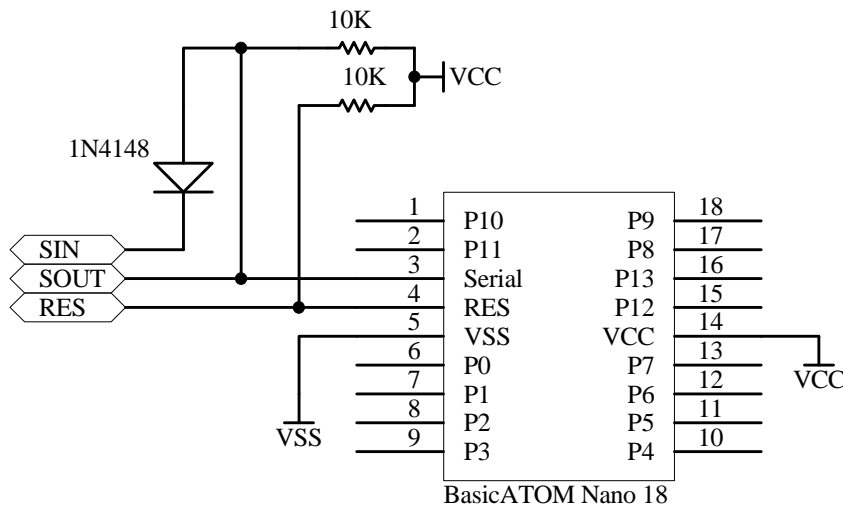 10K
10K
VCC
1N4148
SIN
SOUT
RES
1 P10 P9 18
2 P11 P8 17
3 Serial P13 16
4 RES P12 15
5 VSS VCC 14
6 P0 P7 13
7 P1 P6 12
8 P2 P5 11
9 P3 P4 10
VSS
VCC
BasicATOM Nano 18